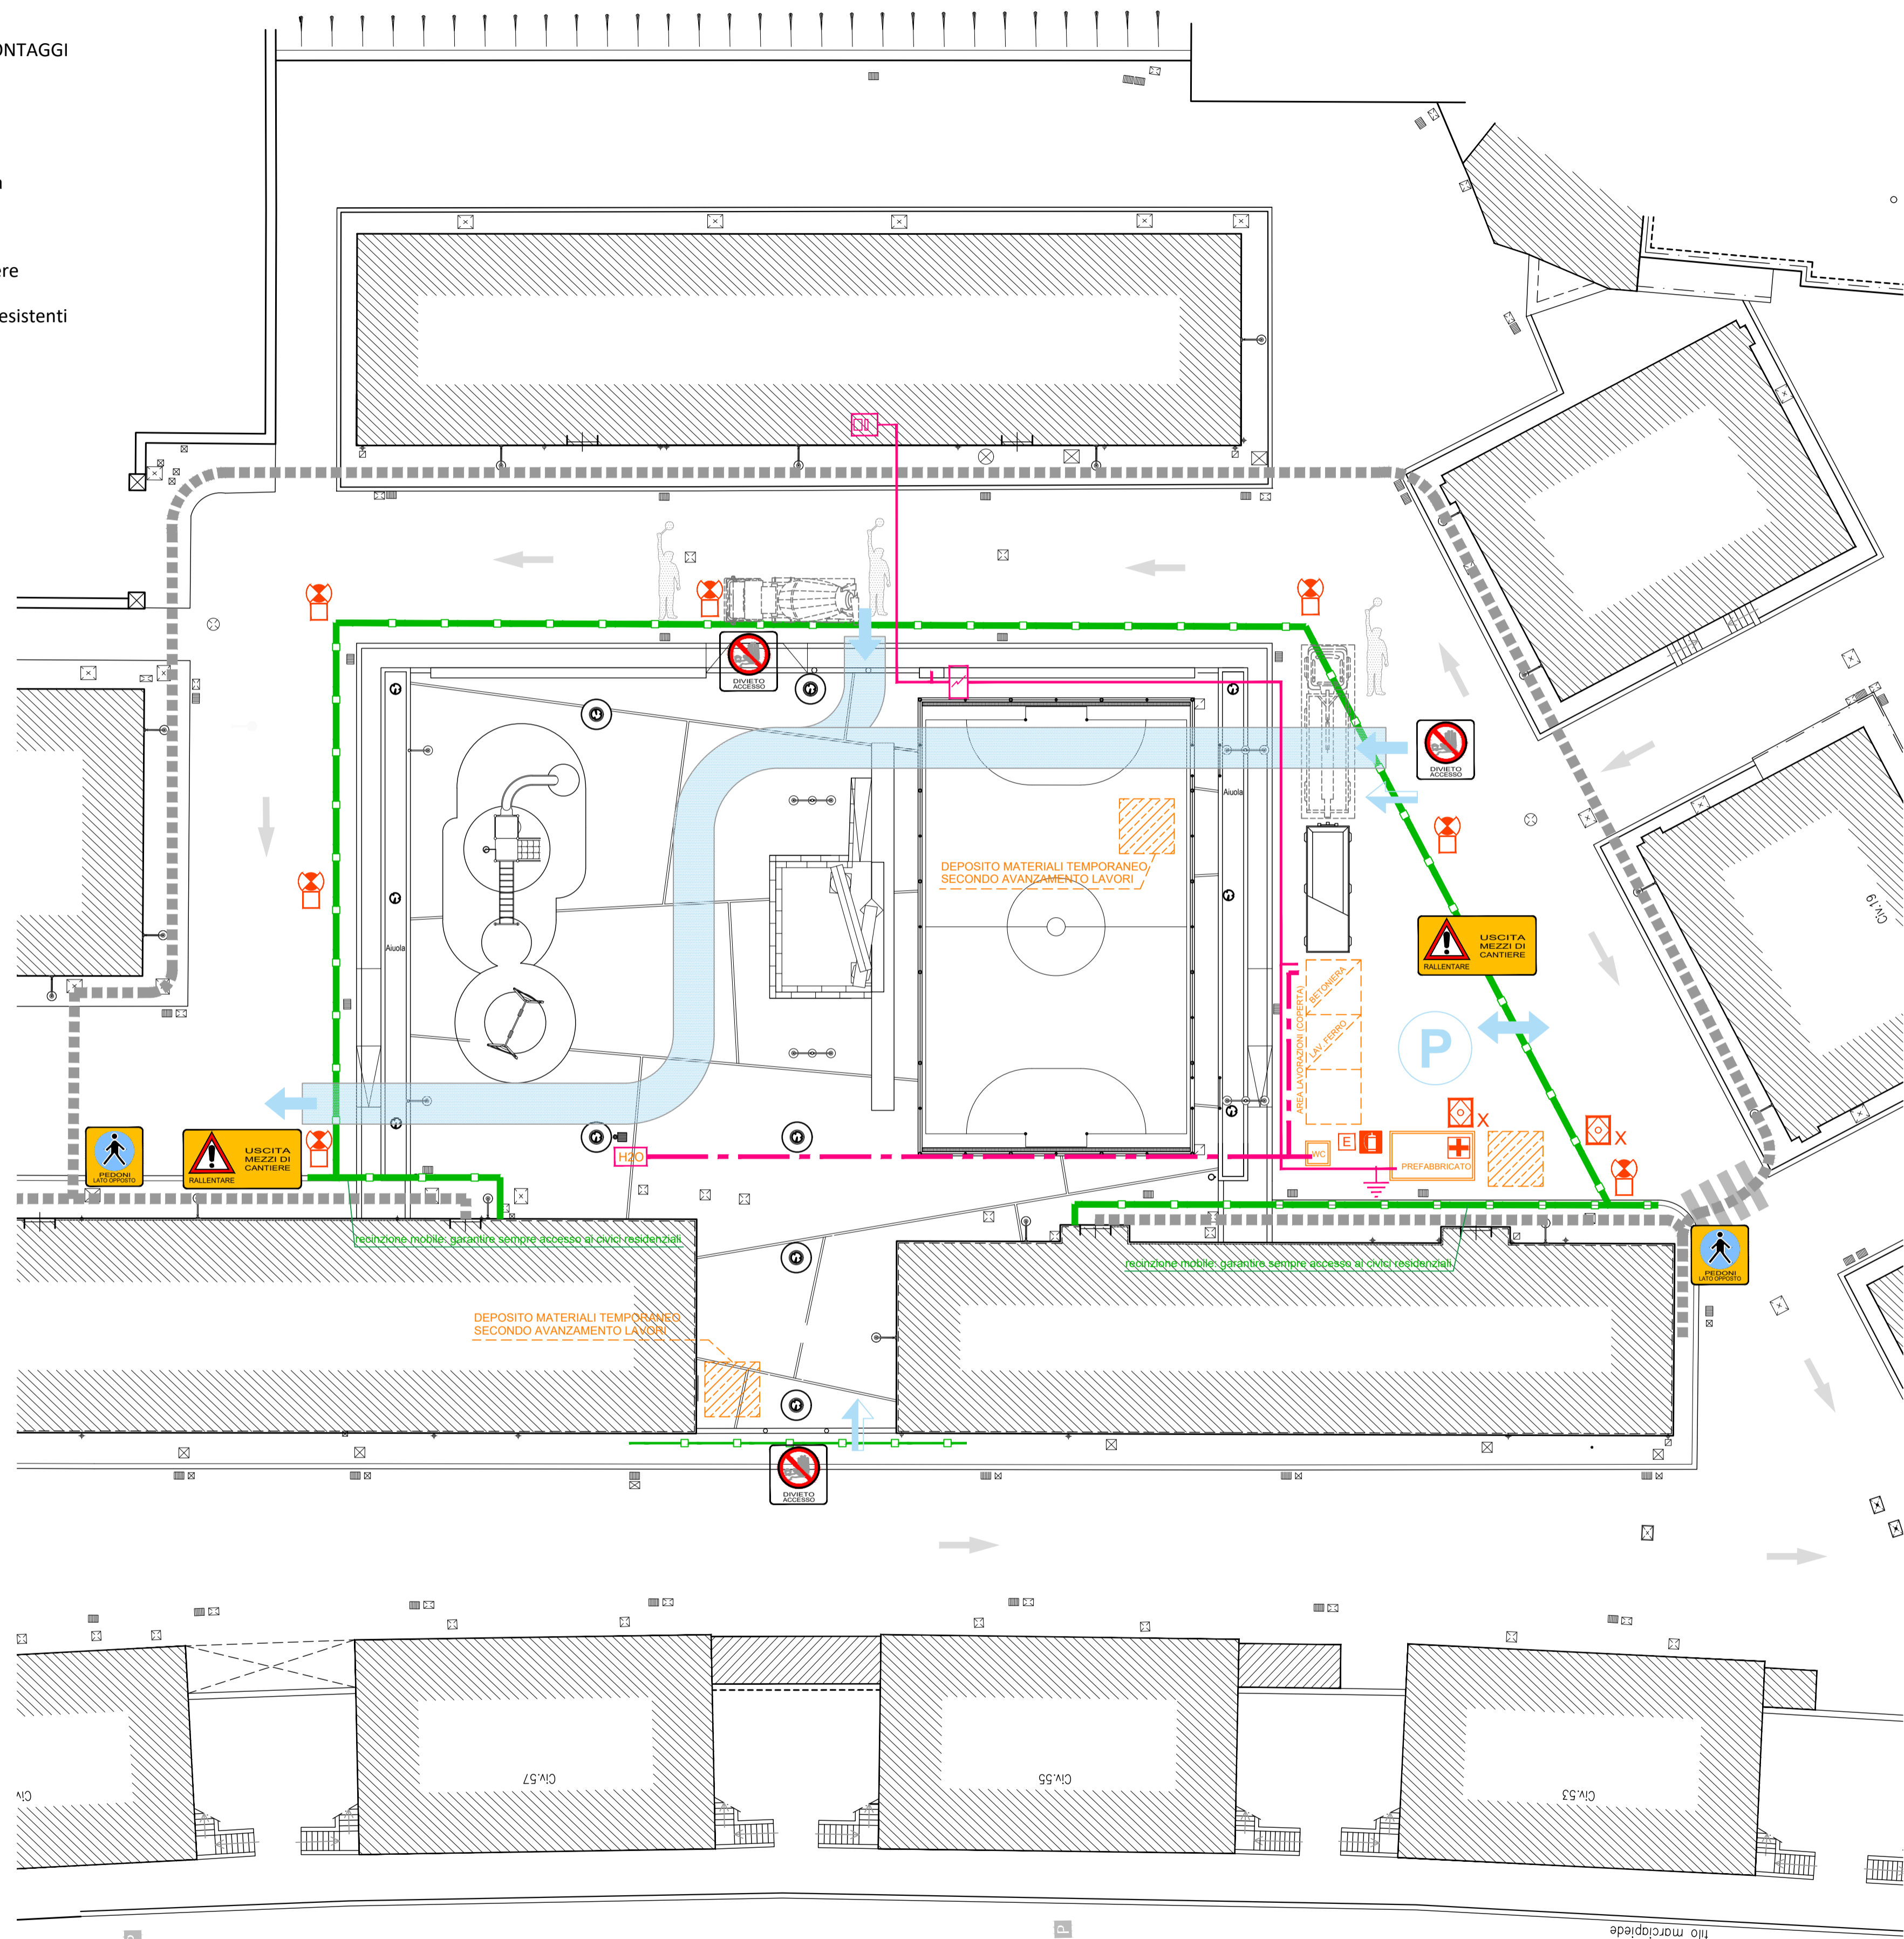 ONTAGGI
ere
esistenti
DIVIETO
ACCESSO
DIVIETO
ACCESSO
DEPOSITO MATERIALI TEMPORANEO
SECONDO AVANZAMENTO LAVORI
Aiuola
Aiuola
Civ.19
USCITA
MEZZI DI
CANTIERE
RALLENTARE
BETONIERA
LAV. FERRO
AREA LAVORAZIONI (COPERTA)
P
X
X
E
WC
PREFABBRICATO
H2O
PEDONI
LATO OPPOSTO
USCITA
MEZZI DI
CANTIERE
RALLENTARE
recinzione mobile: garantire sempre accesso ai civici residenziali
recinzione mobile: garantire sempre accesso ai civici residenziali
PEDONI
LATO OPPOSTO
DEPOSITO MATERIALI TEMPORANEO
SECONDO AVANZAMENTO LAVORI
DIVIETO
ACCESSO
Civ
Civ.57
Civ.55
Civ.53
P
filo marciapiede